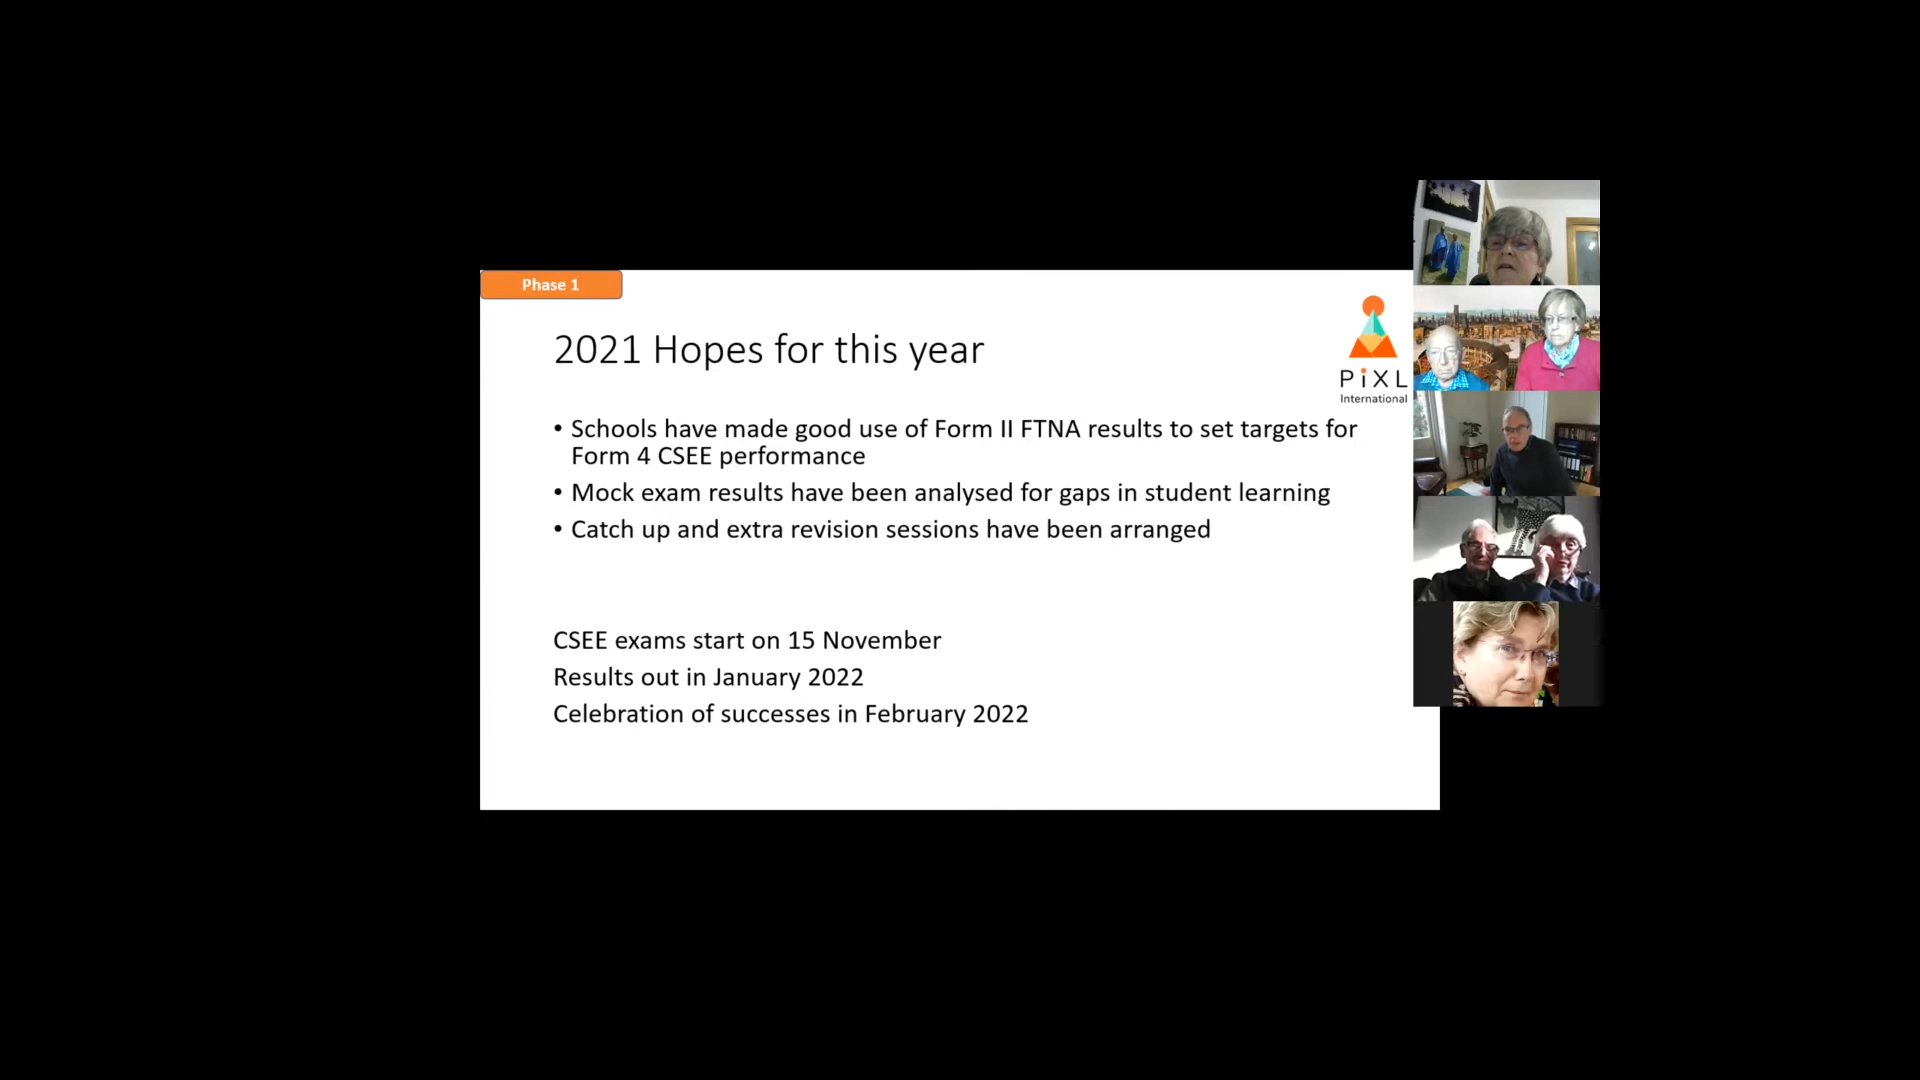 Phase 1
2021 Hopes for this year
PiXL
International
• Schools have made good use of Form II FTNA results to set targets for
Form 4 CSEE performance
• Mock exam results have been analysed for gaps in student learning
• Catch up and extra revision sessions have been arranged
CSEE exams start on 15 November
Results out in January 2022
Celebration of successes in February 2022